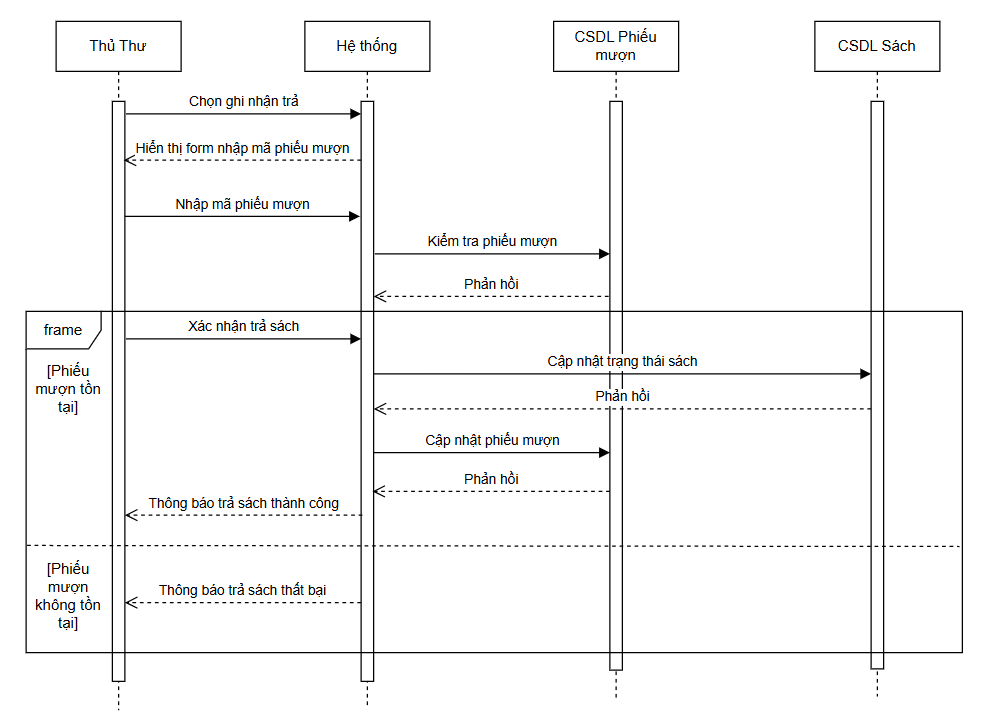 Thủ Thư
Hệ thống
CSDL Phiếu
mượn
CSDL Sách
Chọn ghi nhận trả
Hiển thị form nhập mã phiếu mượn
Nhập mã phiếu mượn
Kiểm tra phiếu mượn
Phản hồi
frame
Xác nhận trả sách
[Phiếu
mượn tồn
tại]
Cập nhật trạng thái sách
Phản hồi
Cập nhật phiếu mượn
Phản hồi
Thông báo trả sách thành công
[Phiếu
mượn
không tồn
tại]
Thông báo trả sách thất bại